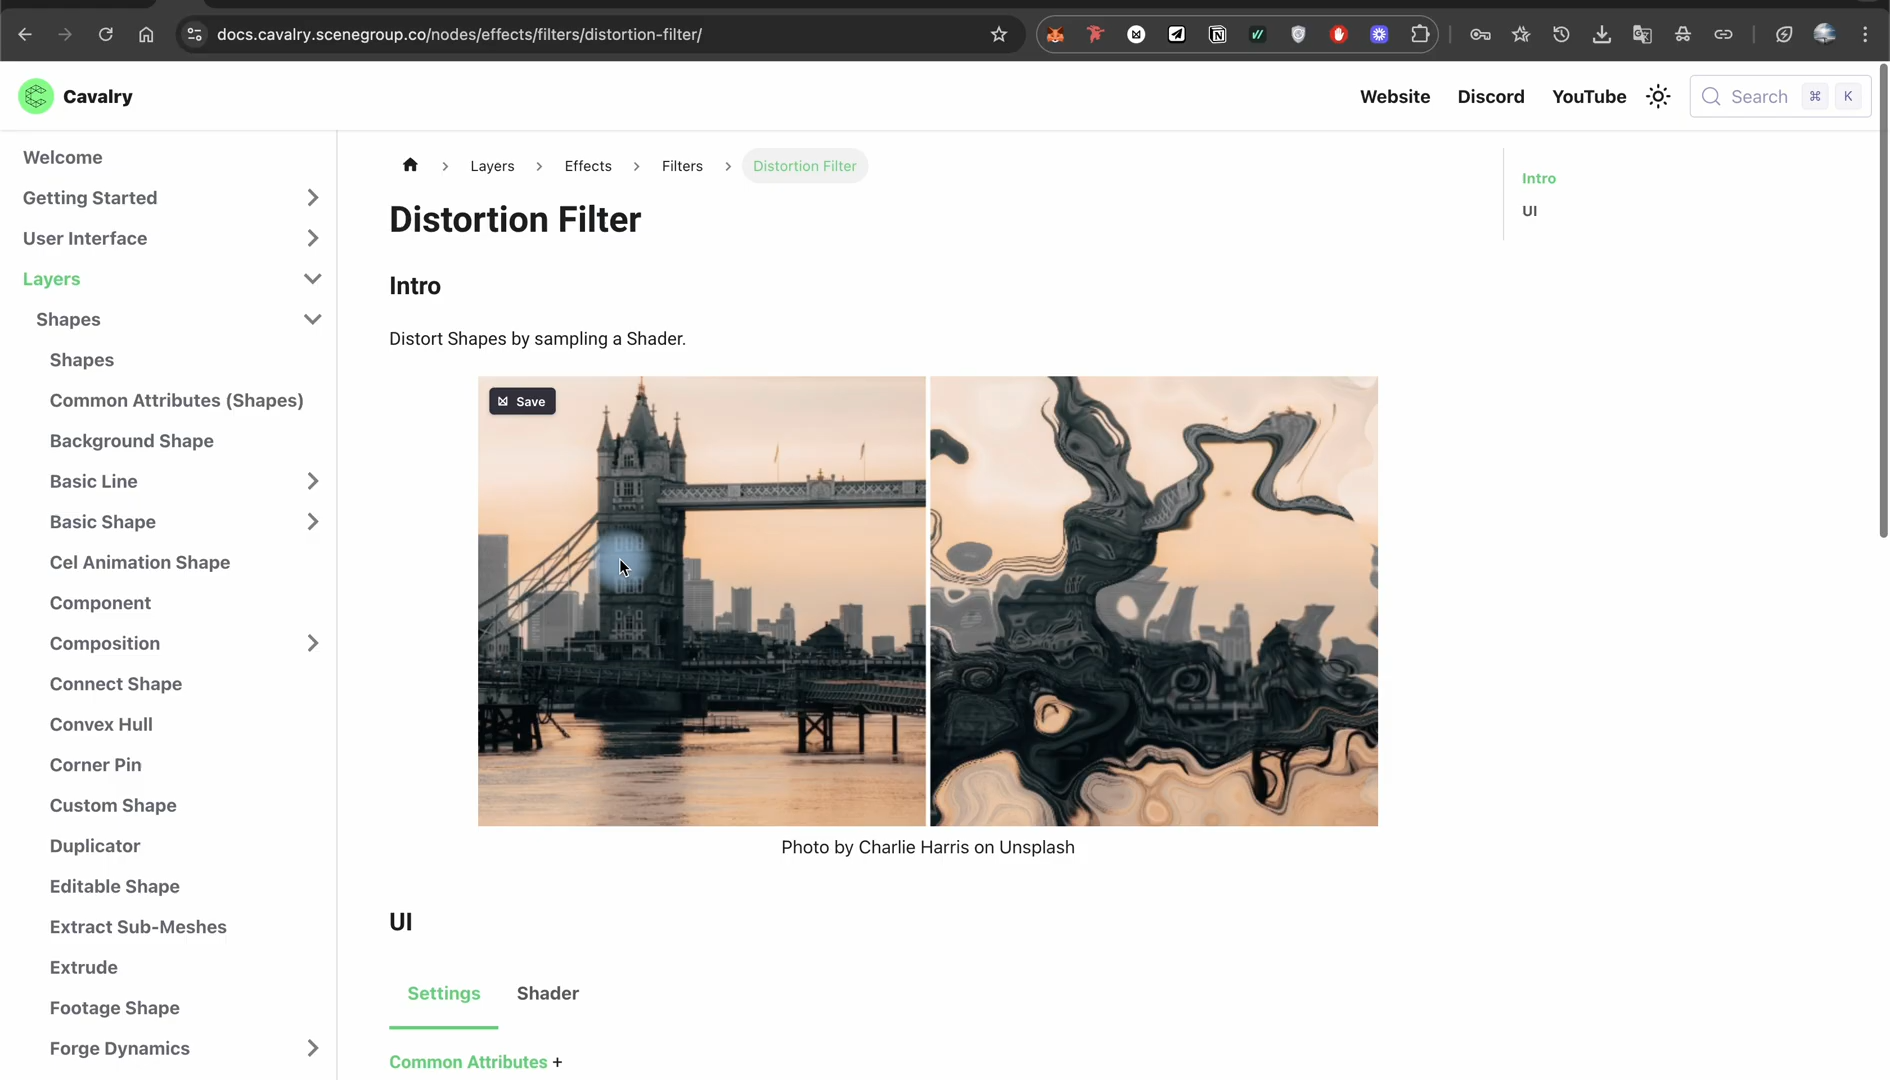 docs.cavalry.scenegroup.co/nodes/effects/filters/distortion-filter/
Cavalry
Website
Discord
YouTube
Search
⌘
K
Welcome
Getting Started
User Interface
Layers
Shapes
Shapes
Common Attributes (Shapes)
Background Shape
Basic Line
Basic Shape
Cel Animation Shape
Component
Composition
Connect Shape
Convex Hull
Corner Pin
Custom Shape
Duplicator
Editable Shape
Extract Sub-Meshes
Extrude
Footage Shape
Forge Dynamics
Layers
Effects
Filters
Distortion Filter
Distortion Filter
Intro
Distort Shapes by sampling a Shader.
Save
Photo by Charlie Harris on Unsplash
UI
Settings
Shader
Common Attributes +
Intro
UI